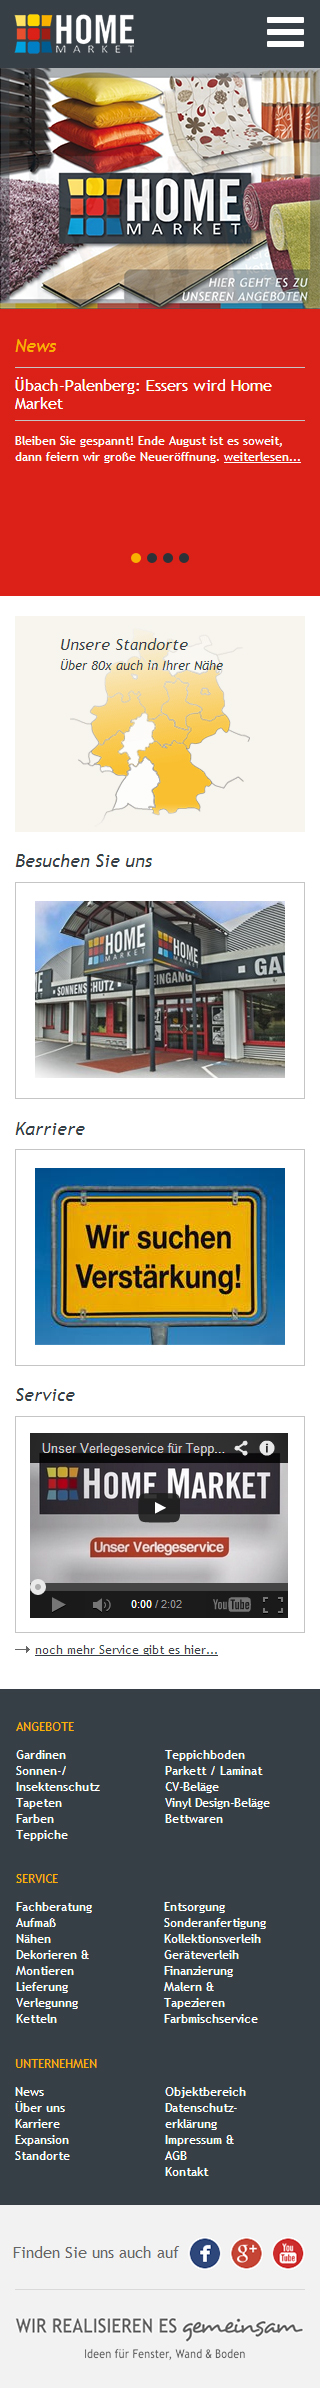 HOME
MARKET
HOME
MARKET
HIER GEHT ES ZU
UNSEREN ANGEBOTEN
News
Übach-Palenberg: Essers wird Home
Market
Bleiben Sie gespannt! Ende August ist es soweit,
dann feiern wir große Neueröffnung. weiterlesen...
Unsere Standorte
Über 80x auch in Ihrer Nähe
Besuchen Sie uns
HOME
MARKET
HOME
MARKET
SONNENSCHUTZ
EINGANG
GA
Karriere
Wir suchen
Verstärkung!
Service
Unser Verlegeservice für Tepp...
HOME MARKET
Unser Verlegeservice
0:00 / 2:02
YouTube
noch mehr Service gibt es hier...
ANGEBOTE
Gardinen
Sonnen-/
Insektenschutz
Tapeten
Farben
Teppiche
Teppichboden
Parkett / Laminat
CV-Beläge
Vinyl Design-Beläge
Bettwaren
SERVICE
Fachberatung
Aufmaß
Nähen
Dekorieren &
Montieren
Lieferung
Verlegunng
Ketteln
Entsorgung
Sonderanfertigung
Kollektionsverleih
Geräteverleih
Finanzierung
Malern &
Tapezieren
Farbmischservice
UNTERNEHMEN
News
Über uns
Karriere
Expansion
Standorte
Objektbereich
Datenschutz-
erklärung
Impressum &
AGB
Kontakt
Finden Sie uns auch auf
f
g+
You
Tube
WIR REALISIEREN ES gemeinsam
Ideen für Fenster, Wand & Boden